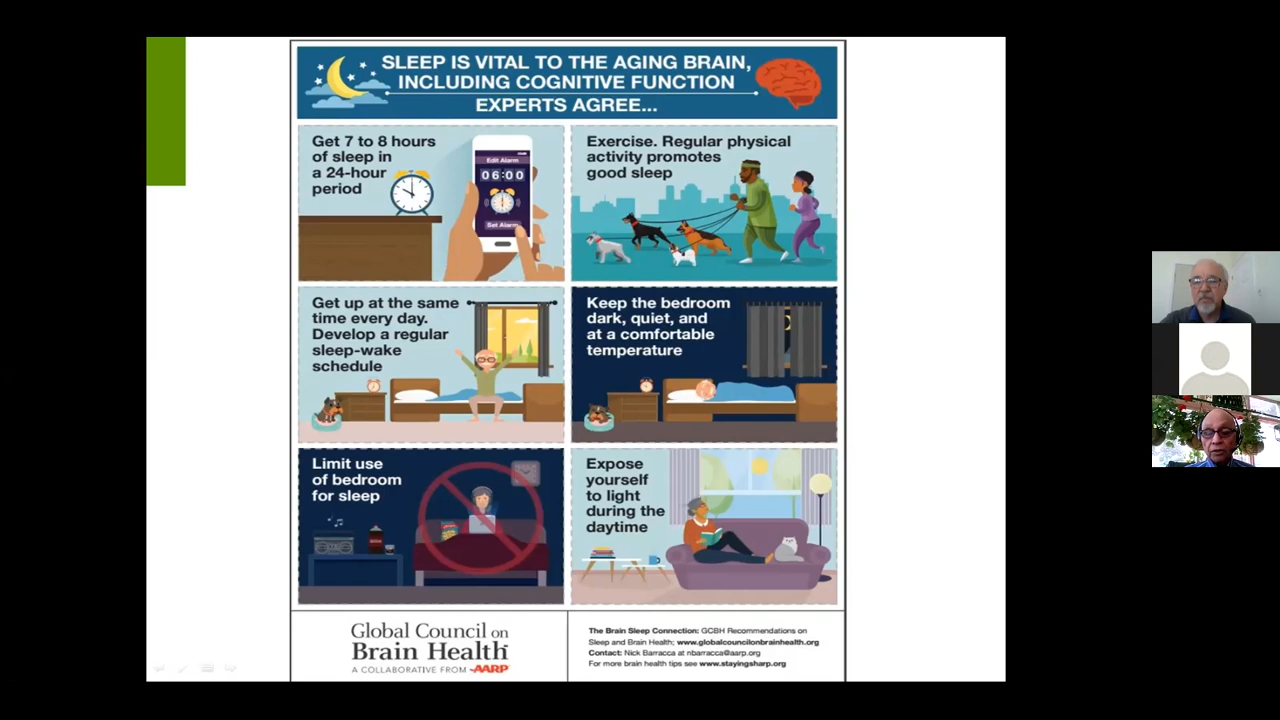 SLEEP IS VITAL TO THE AGING BRAIN,
INCLUDING COGNITIVE FUNCTION
EXPERTS AGREE...
Get 7 to 8 hours
of sleep in
a 24-hour
period
Edit Alarm
06:00
Set Alarm
Exercise. Regular physical
activity promotes
good sleep
Get up at the same
time every day.
Develop a regular
sleep-wake
schedule
Keep the bedroom
dark, quiet, and
at a comfortable
temperature
Limit use
of bedroom
for sleep
Expose
yourself
to light
during the
daytime
Global Council on
Brain Health
A COLLABORATIVE FROM AARP
The Brain Sleep Connection: GCBH Recommendations on
Sleep and Brain Health; www.globalcouncilonbrainhealth.org
Contact: Nick Barracca at nbarracca@aarp.org
For more brain health tips see www.stayingsharp.org